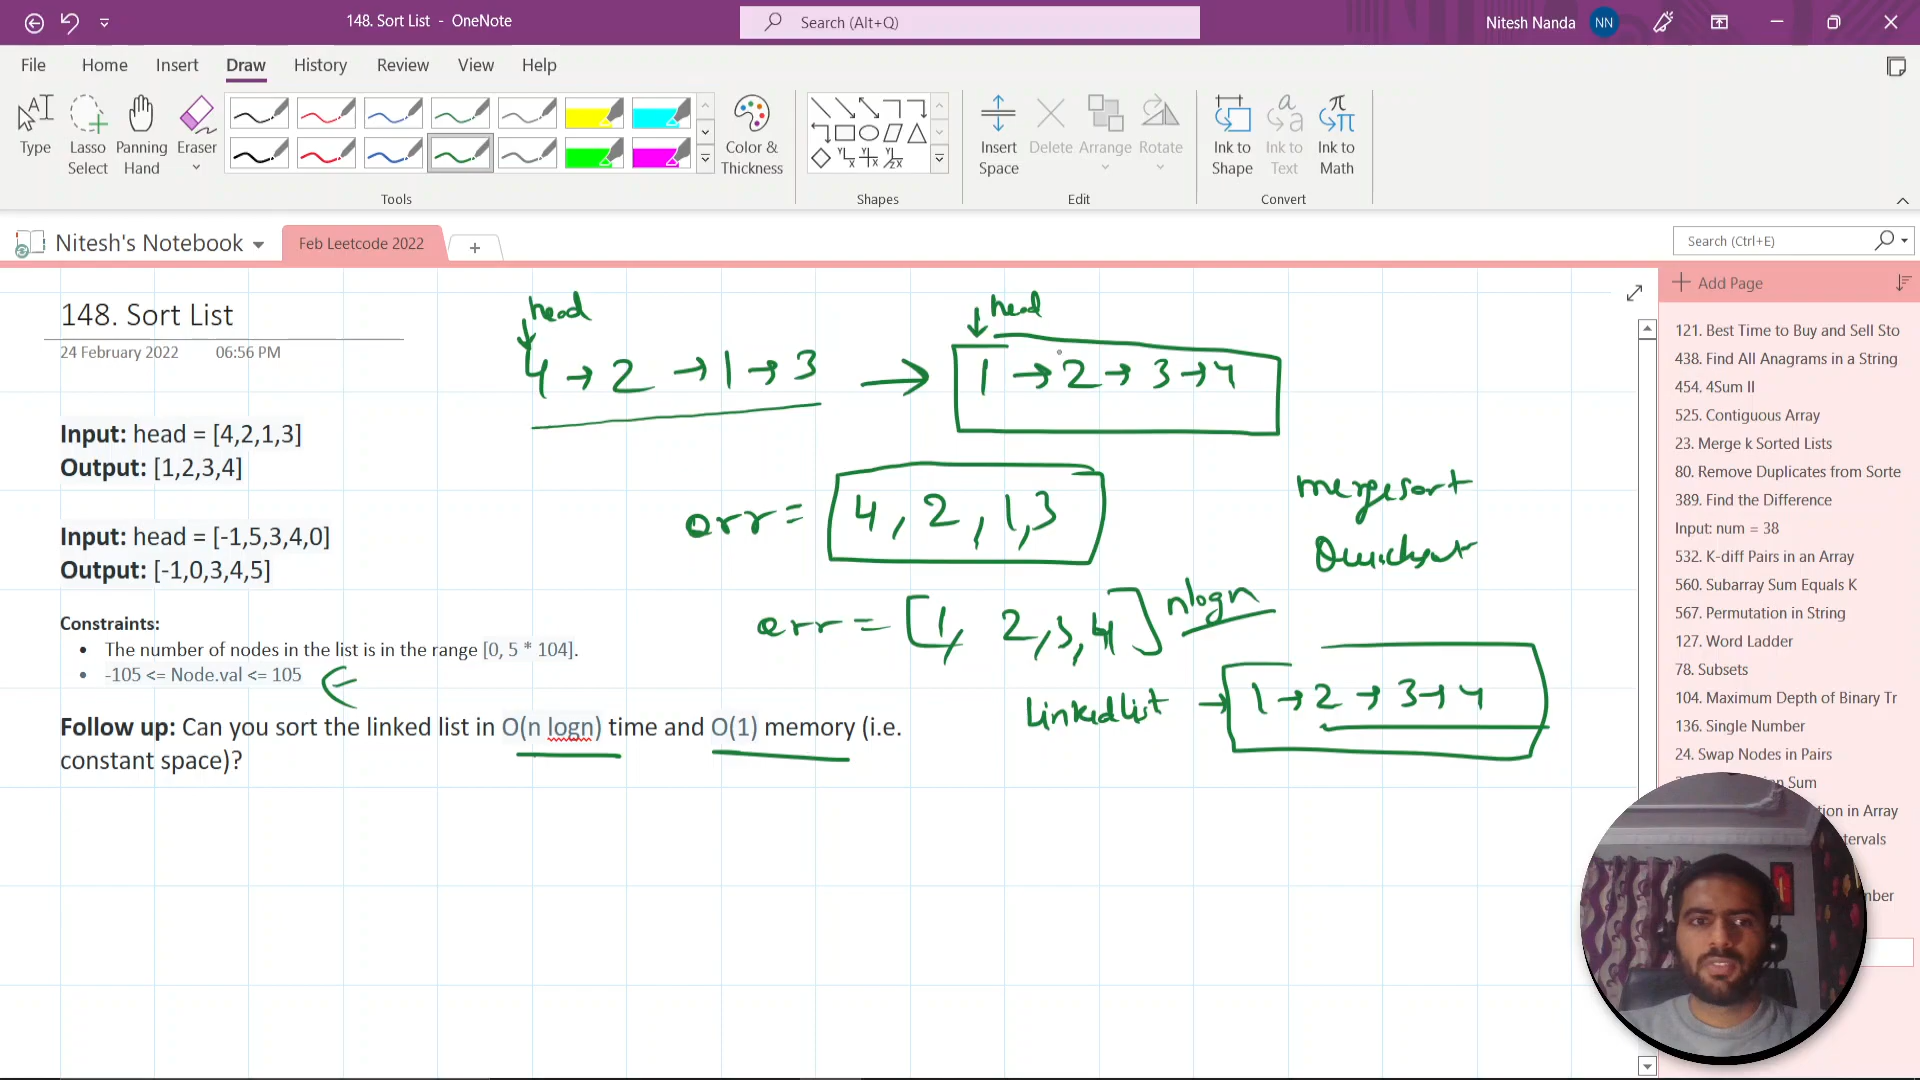 148. Sort List - OneNote
Search (Alt+Q)
Nitesh Nanda NN
File Home Insert Draw History Review View Help
Type
Lasso Select
Panning Hand
Eraser
Color & Thickness
Insert Space
Delete
Arrange
Rotate
Ink to Shape
Ink to Text
Ink to Math
Tools
Shapes
Edit
Convert
Nitesh's Notebook
Feb Leetcode 2022
Search (Ctrl+E)
Add Page
148. Sort List
24 February 2022 06:56 PM
Input: head = [4,2,1,3]
Output: [1,2,3,4]
Input: head = [-1,5,3,4,0]
Output: [-1,0,3,4,5]
Constraints:
• The number of nodes in the list is in the range [0, 5 * 104].
• -105 <= Node.val <= 105
Follow up: Can you sort the linked list in O(n logn) time and O(1) memory (i.e.
constant space)?
head
4 → 2 → 1 → 3 →
head
1 → 2 → 3 → 4
arr = 4, 2, 1,3
mergesort
Quicksort
arr = [1, 2,3,4] nlogn
Linkedlist → 1 → 2 → 3 → 4
121. Best Time to Buy and Sell Sto
438. Find All Anagrams in a String
454. 4Sum II
525. Contiguous Array
23. Merge k Sorted Lists
80. Remove Duplicates from Sorte
389. Find the Difference
Input: num = 38
532. K-diff Pairs in an Array
560. Subarray Sum Equals K
567. Permutation in String
127. Word Ladder
78. Subsets
104. Maximum Depth of Binary Tr
136. Single Number
24. Swap Nodes in Pairs
Sum
in Array